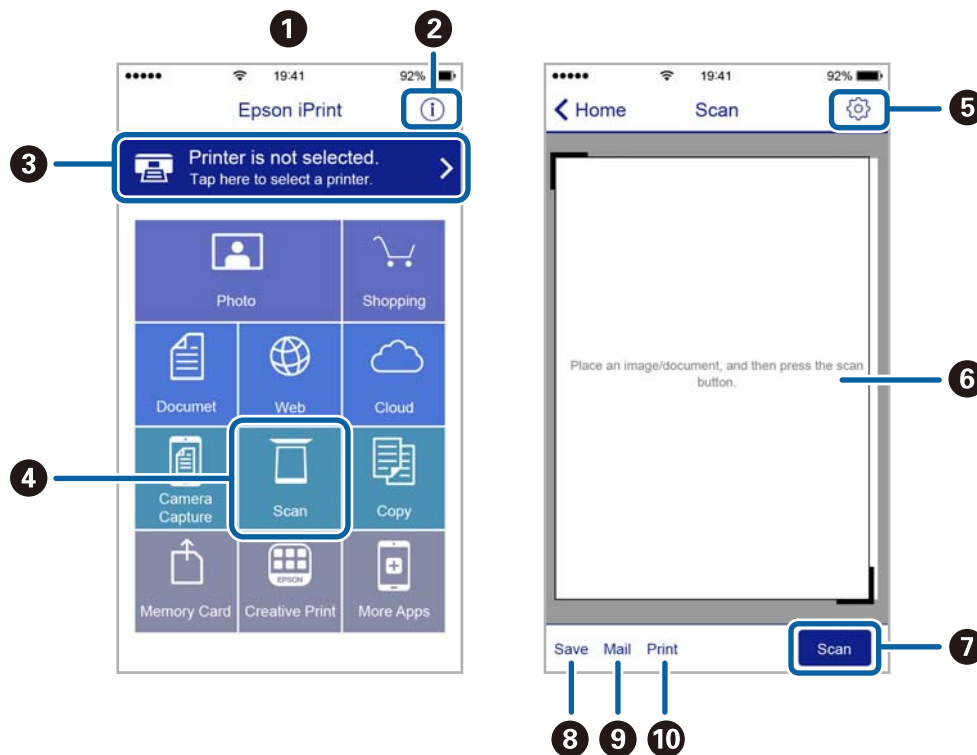 1
2
19:41
92%
Epson iPrint
3
Printer is not selected.
Tap here to select a printer.
Photo
Shopping
Documet
Web
Cloud
4
Camera
Capture
Scan
Copy
EPSON
Memory Card
Creative Print
More Apps
19:41
92%
Home
Scan
5
Place an image/document, and then press the scan
button.
6
Save
Mail
Print
Scan
7
8
9
10